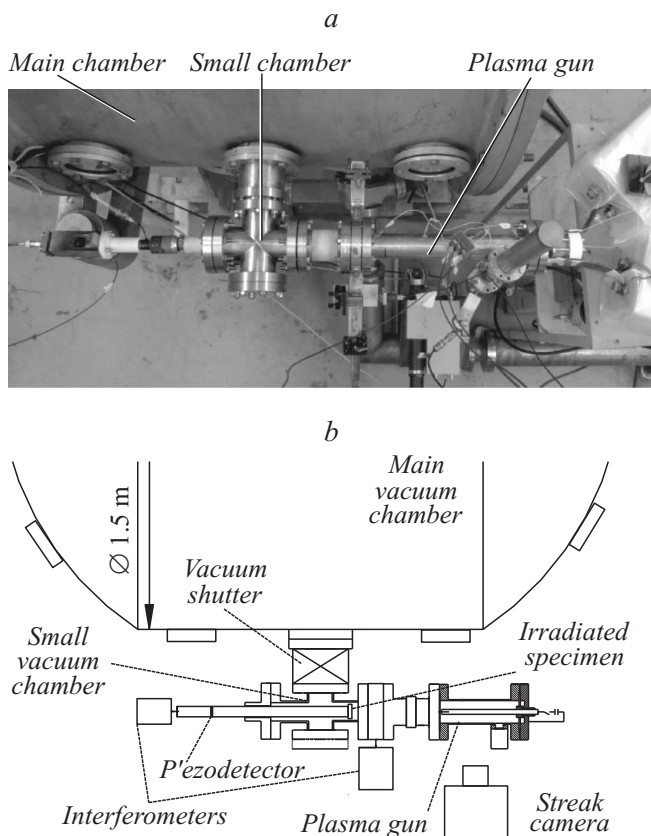 a
Main chamber Small chamber Plasma gun
b
Main
vacuum
chamber
Ø 1.5 m
Vacuum
shutter
Small
vacuum
chamber
Irradiated
specimen
P'ezodetector
Interferometers
Plasma gun
Streak
camera